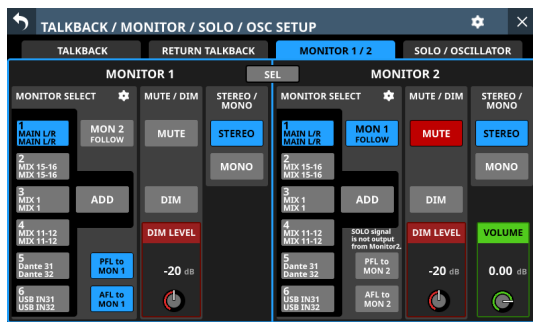 TALKBACK / MONITOR / SOLO / OSC SETUP
TALKBACK
RETURN TALKBACK
MONITOR 1 / 2
SOLO / OSCILLATOR
MONITOR 1
SEL
MONITOR 2
MONITOR SELECT
MUTE / DIM
STEREO /
MONO
1
MAIN L/R
MAIN L/R
MON 2
FOLLOW
MUTE
STEREO
2
MIX 15-16
MIX 15-16
MONO
3
MIX 1
MIX 1
ADD
DIM
4
MIX 11-12
MIX 11-12
DIM LEVEL
5
Dante 31
Dante 32
PFL to
MON 1
-20 dB
6
USB IN31
USB IN32
AFL to
MON 1
MONITOR SELECT
MUTE / DIM
STEREO /
MONO
1
MAIN L/R
MAIN L/R
MON 1
FOLLOW
MUTE
STEREO
2
MIX 15-16
MIX 15-16
MONO
3
MIX 1
MIX 1
ADD
DIM
4
MIX 11-12
MIX 11-12
SOLO signal
is not output
from Monitor2.
DIM LEVEL
VOLUME
5
Dante 31
Dante 32
PFL to
MON 2
-20 dB
0.00 dB
6
USB IN31
USB IN32
AFL to
MON 2